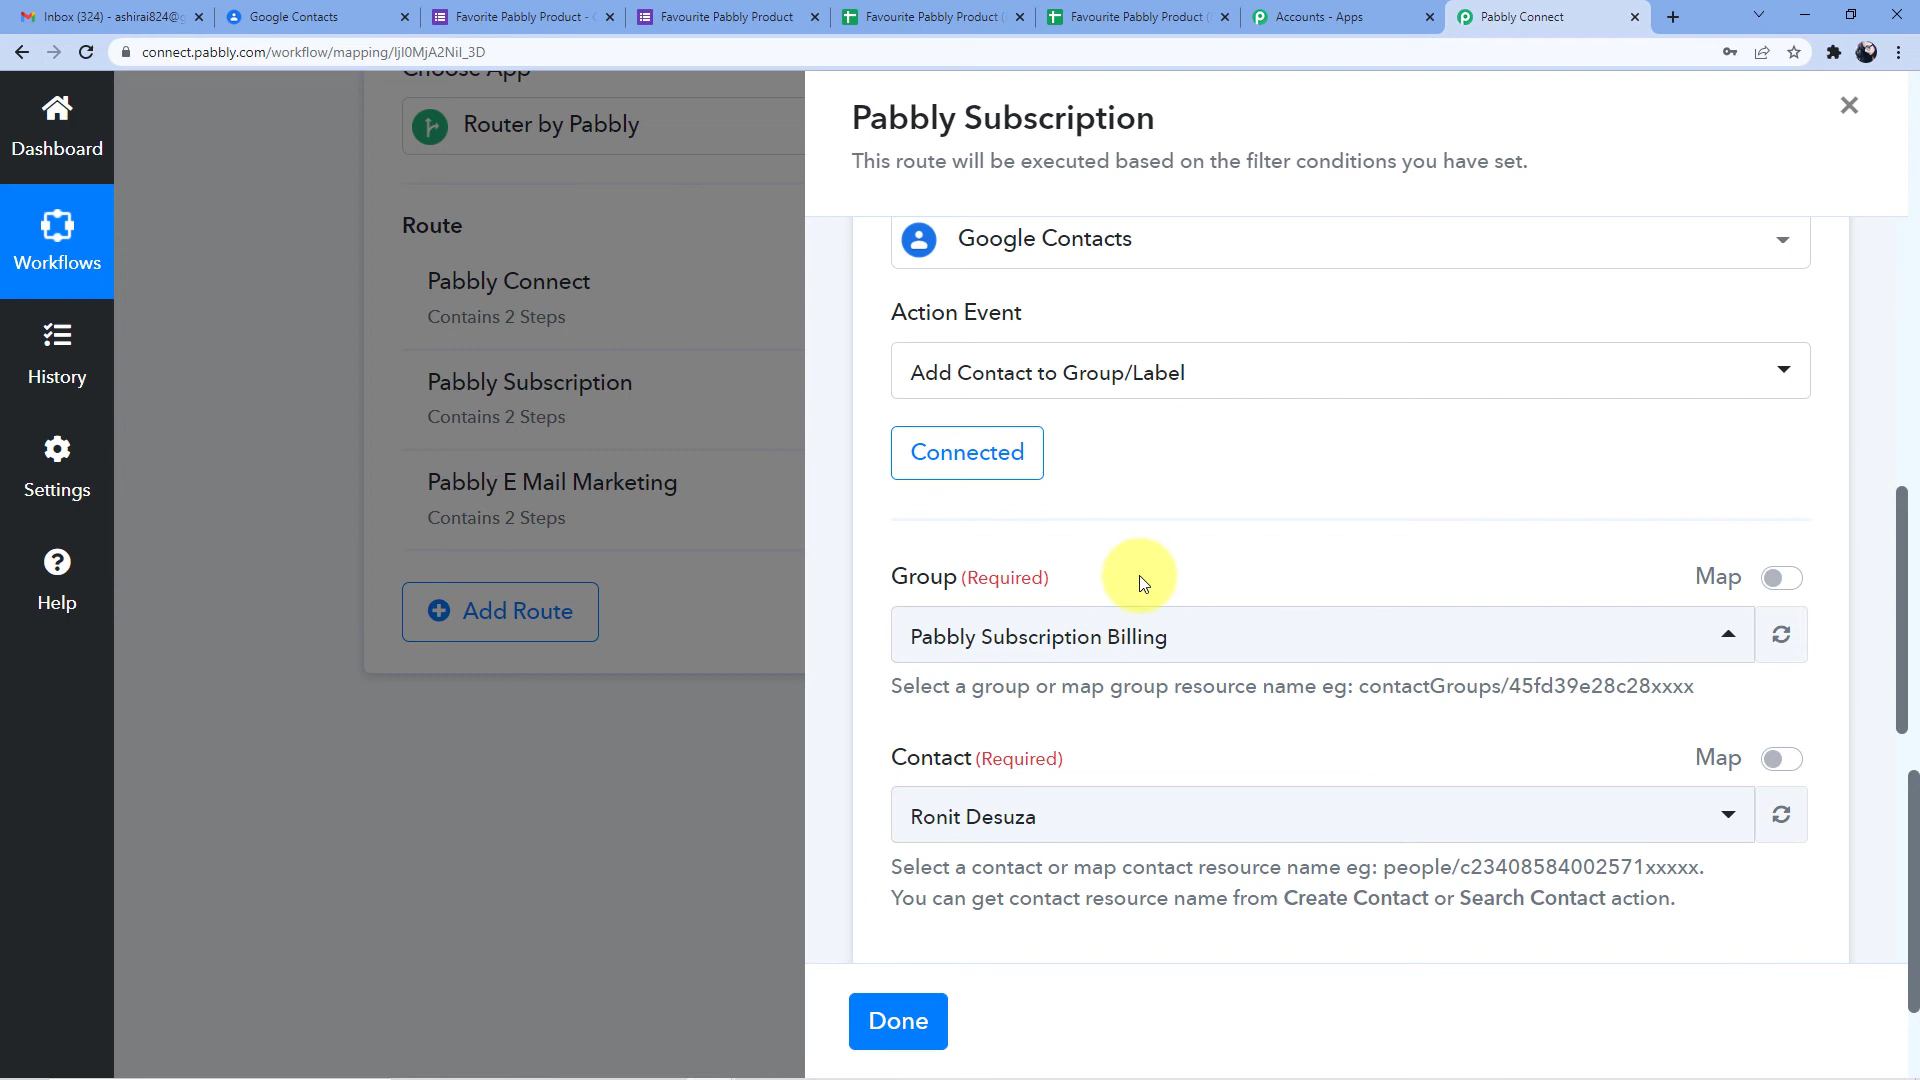 Inbox (324) - ashirai824@g
Google Contacts
Favorite Pabbly Product -
Favourite Pabbly Product
Favourite Pabbly Product (
Favourite Pabbly Product (
Accounts - Apps
Pabbly Connect
connect.pabbly.com/workflow/mapping/IjI0MjA2NiI_3D
Dashboard
Workflows
History
Settings
Help
Choose App
Router by Pabbly
Route
Pabbly Connect
Contains 2 Steps
Pabbly Subscription
Contains 2 Steps
Pabbly E Mail Marketing
Contains 2 Steps
Add Route
Pabbly Subscription
This route will be executed based on the filter conditions you have set.
Google Contacts
Action Event
Add Contact to Group/Label
Connected
Group (Required)
Map
Pabbly Subscription Billing
Select a group or map group resource name eg: contactGroups/45fd39e28c28xxxx
Contact (Required)
Map
Ronit Desuza
Select a contact or map contact resource name eg: people/c23408584002571xxxxx.
You can get contact resource name from Create Contact or Search Contact action.
Done